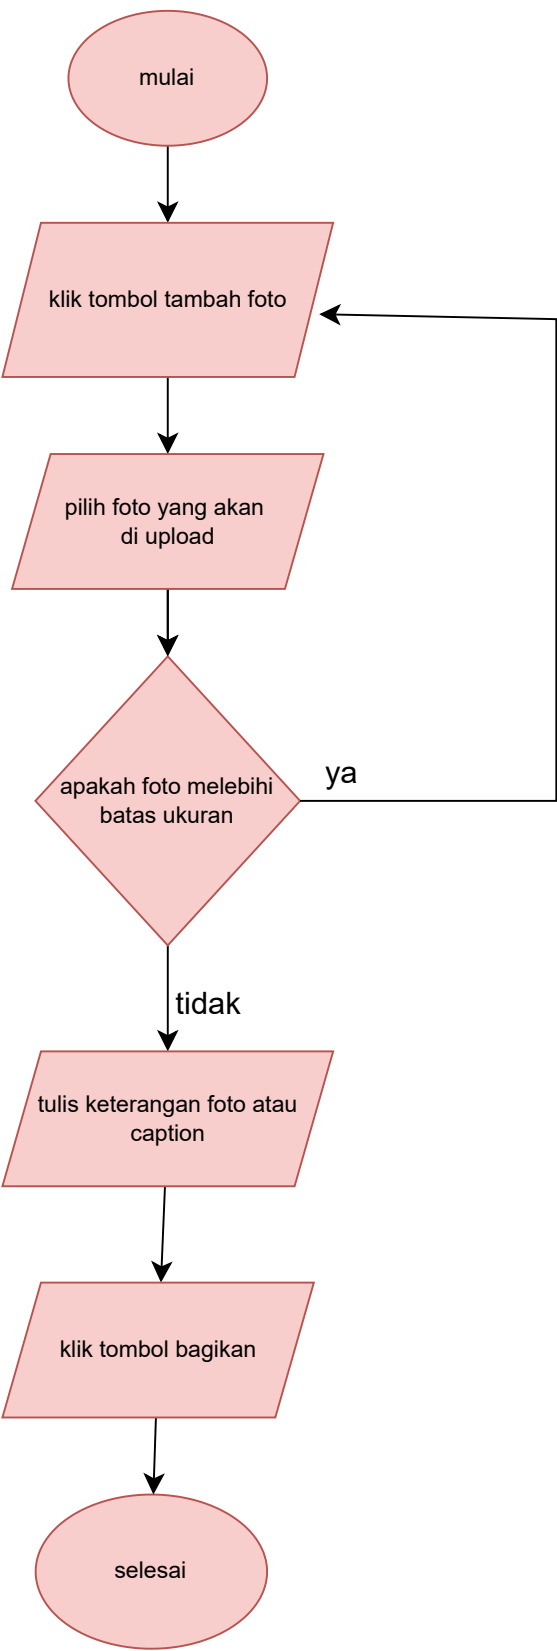 mulai
klik tombol tambah foto
pilih foto yang akan
di upload
apakah foto melebihi
batas ukuran
ya
tidak
tulis keterangan foto atau
caption
klik tombol bagikan
selesai